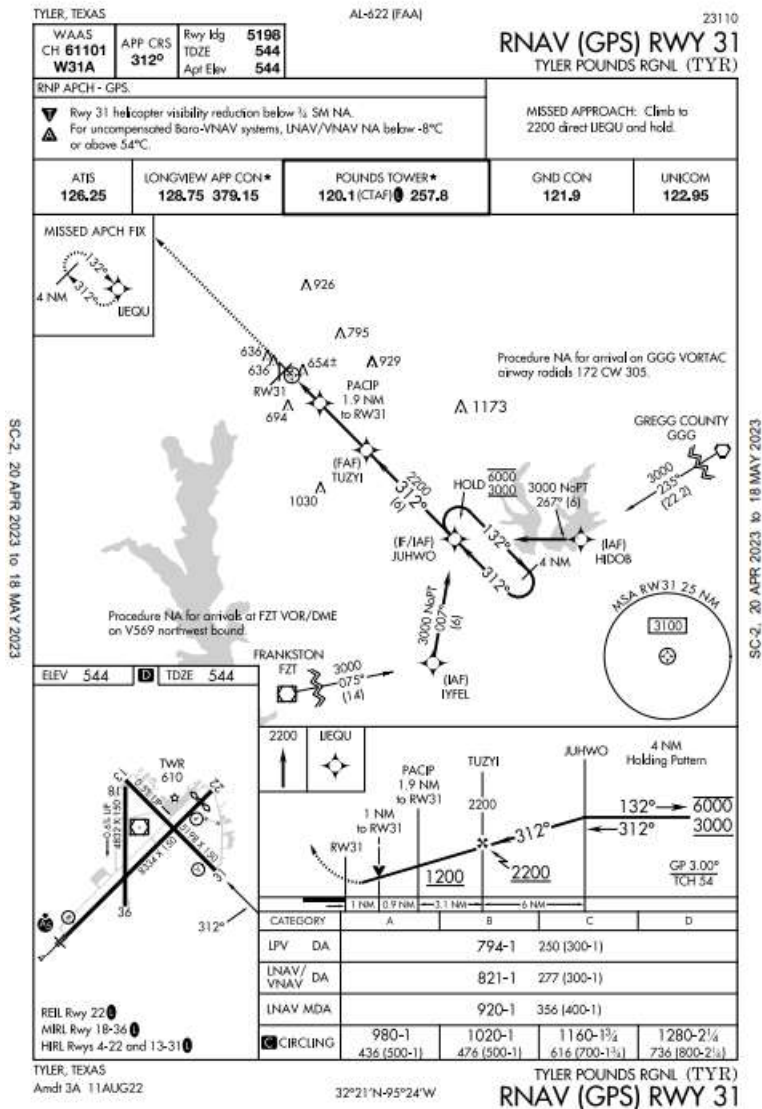 TYLER, TEXAS
AL-622 (FAA)
23110
WAAS
CH 61101
W31A
APP CRS
312°
Rwy ldg 5198
TDZE 544
Apt Elev 544
RNAV (GPS) RWY 31
TYLER POUNDS RGNL (TYR)
RNP APCH - GPS.
T Rwy 31 helicopter visibility reduction below ¾ SM NA.
A For uncompensated Baro-VNAV systems, LNAV/VNAV NA below -8°C
or above 54°C.
MISSED APPROACH: Climb to
2200 direct IJEQU and hold.
ATIS
126.25
LONGVIEW APP CON*
128.75 379.15
POUNDS TOWER*
120.1 (CTAF) L 257.8
GND CON
121.9
UNICOM
122.95
MISSED APCH FIX
132°
312°
4 NM
IJEQU
926
795
636
636
654±
929
RW31
694
PACIP
1.9 NM
to RW31
1173
1030
Procedure NA for arrival on GGG VORTAC
airway radials 172 CW 305.
GREGG COUNTY
GGG
3000
235°
(22.2)
(FAF)
TUZYI
2200
312°
(6)
HOLD 6000
3000
3000 NoPT
267° (6)
132°
312°
4 NM
(IF/IAF)
JUHWO
(IAF)
HIDOB
3000 NoPT
007°
(6)
(IAF)
IYFEL
Procedure NA for arrivals at FZT VOR/DME
on V569 northwest bound.
FRANKSTON
FZT
3000
075°
(14)
MSA RW31 25 NM
3100
SC-2, 20 APR 2023 to 18 MAY 2023
SC-2, 20 APR 2023 to 18 MAY 2023
ELEV 544
D
TDZE 544
TWR
610
18
13
22
0.5% UP
0.6% UP
4832 X 150
5198 X 150
8334 X 150
36
31
4
312°
REIL Rwy 22 L
MIRL Rwy 18-36 L
HIRL Rwys 4-22 and 13-31 L
2200
IJEQU
PACIP
1.9 NM
to RW31
TUZYI
JUHWO
4 NM
Holding Pattern
1 NM
to RW31
RW31
2200
132°
6000
312°
312°
3000
1200
2200
GP 3.00°
TCH 54
1 NM
0.9 NM
3.1 NM
6 NM
CATEGORY A B C D
LPV DA 794-1 250 (300-1)
LNAV/
VNAV DA 821-1 277 (300-1)
LNAV MDA 920-1 356 (400-1)
C CIRCLING
980-1
436 (500-1)
1020-1
476 (500-1)
1160-1¾
616 (700-1¾)
1280-2¼
736 (800-2¼)
TYLER, TEXAS
Amdt 3A 11AUG22
32°21'N-95°24'W
TYLER POUNDS RGNL (TYR)
RNAV (GPS) RWY 31